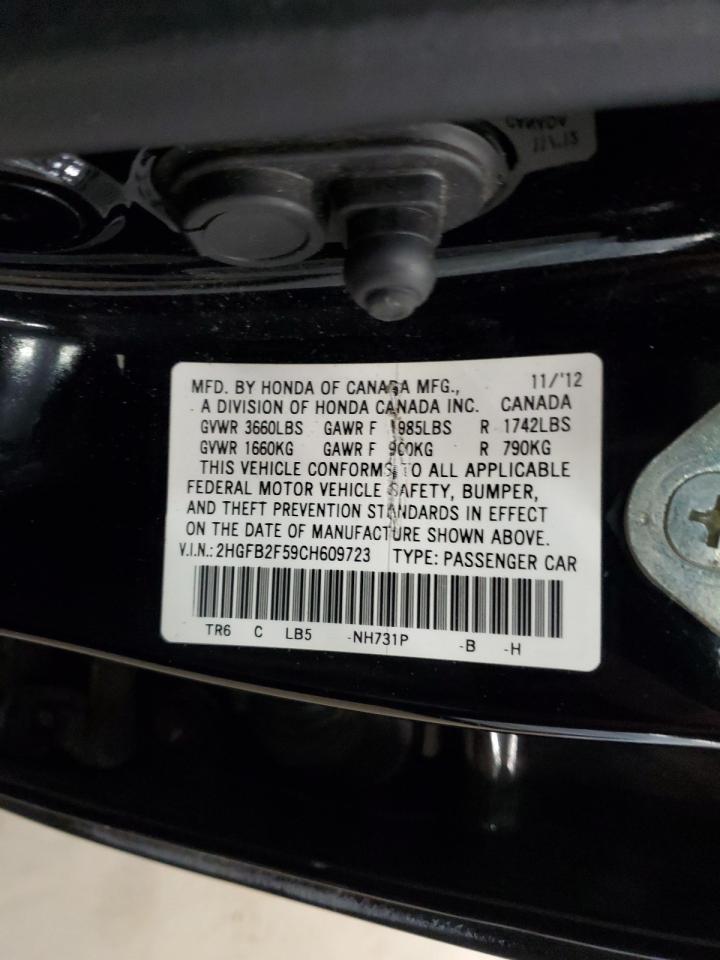 MFD. BY HONDA OF CANADA MFG., 11/'12
A DIVISION OF HONDA CANADA INC. CANADA
GVWR 3660LBS GAWR F 1985LBS R 1742LBS
GVWR 1660KG GAWR F 900KG R 790KG
THIS VEHICLE CONFORMS TO ALL APPLICABLE
FEDERAL MOTOR VEHICLE SAFETY, BUMPER,
AND THEFT PREVENTION STANDARDS IN EFFECT
ON THE DATE OF MANUFACTURE SHOWN ABOVE.
V.I.N.: 2HGFB2F59CH609723 TYPE: PASSENGER CAR
TR6 C LB5 -NH731P -B -H